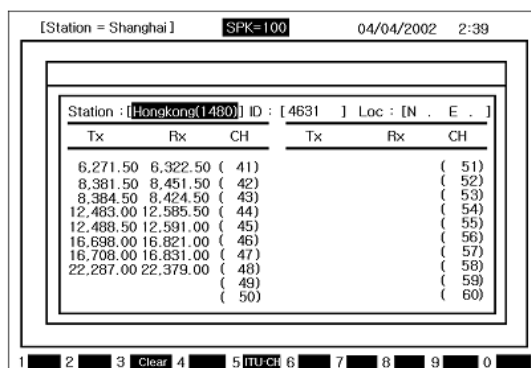 [Station = Shanghai] SPK=100 04/04/2002 2:39
Station :[Hongkong(1480)] ID : [ 4631 ] Loc : [N . E . ]
Tx Rx CH Tx Rx CH
6,271.50 6,322.50 ( 41) ( 51)
8,381.50 8,451.50 ( 42) ( 52)
8,384.50 8,424.50 ( 43) ( 53)
12,483.00 12.585.50 ( 44) ( 54)
12,488.50 12,591.00 ( 45) ( 55)
16,698.00 16.821.00 ( 46) ( 56)
16,708.00 16.831.00 ( 47) ( 57)
22,287.00 22,379.00 ( 48) ( 58)
( 49) ( 59)
( 50) ( 60)
1 2 3 Clear 4 5 ITU-CH 6 7 8 9 0